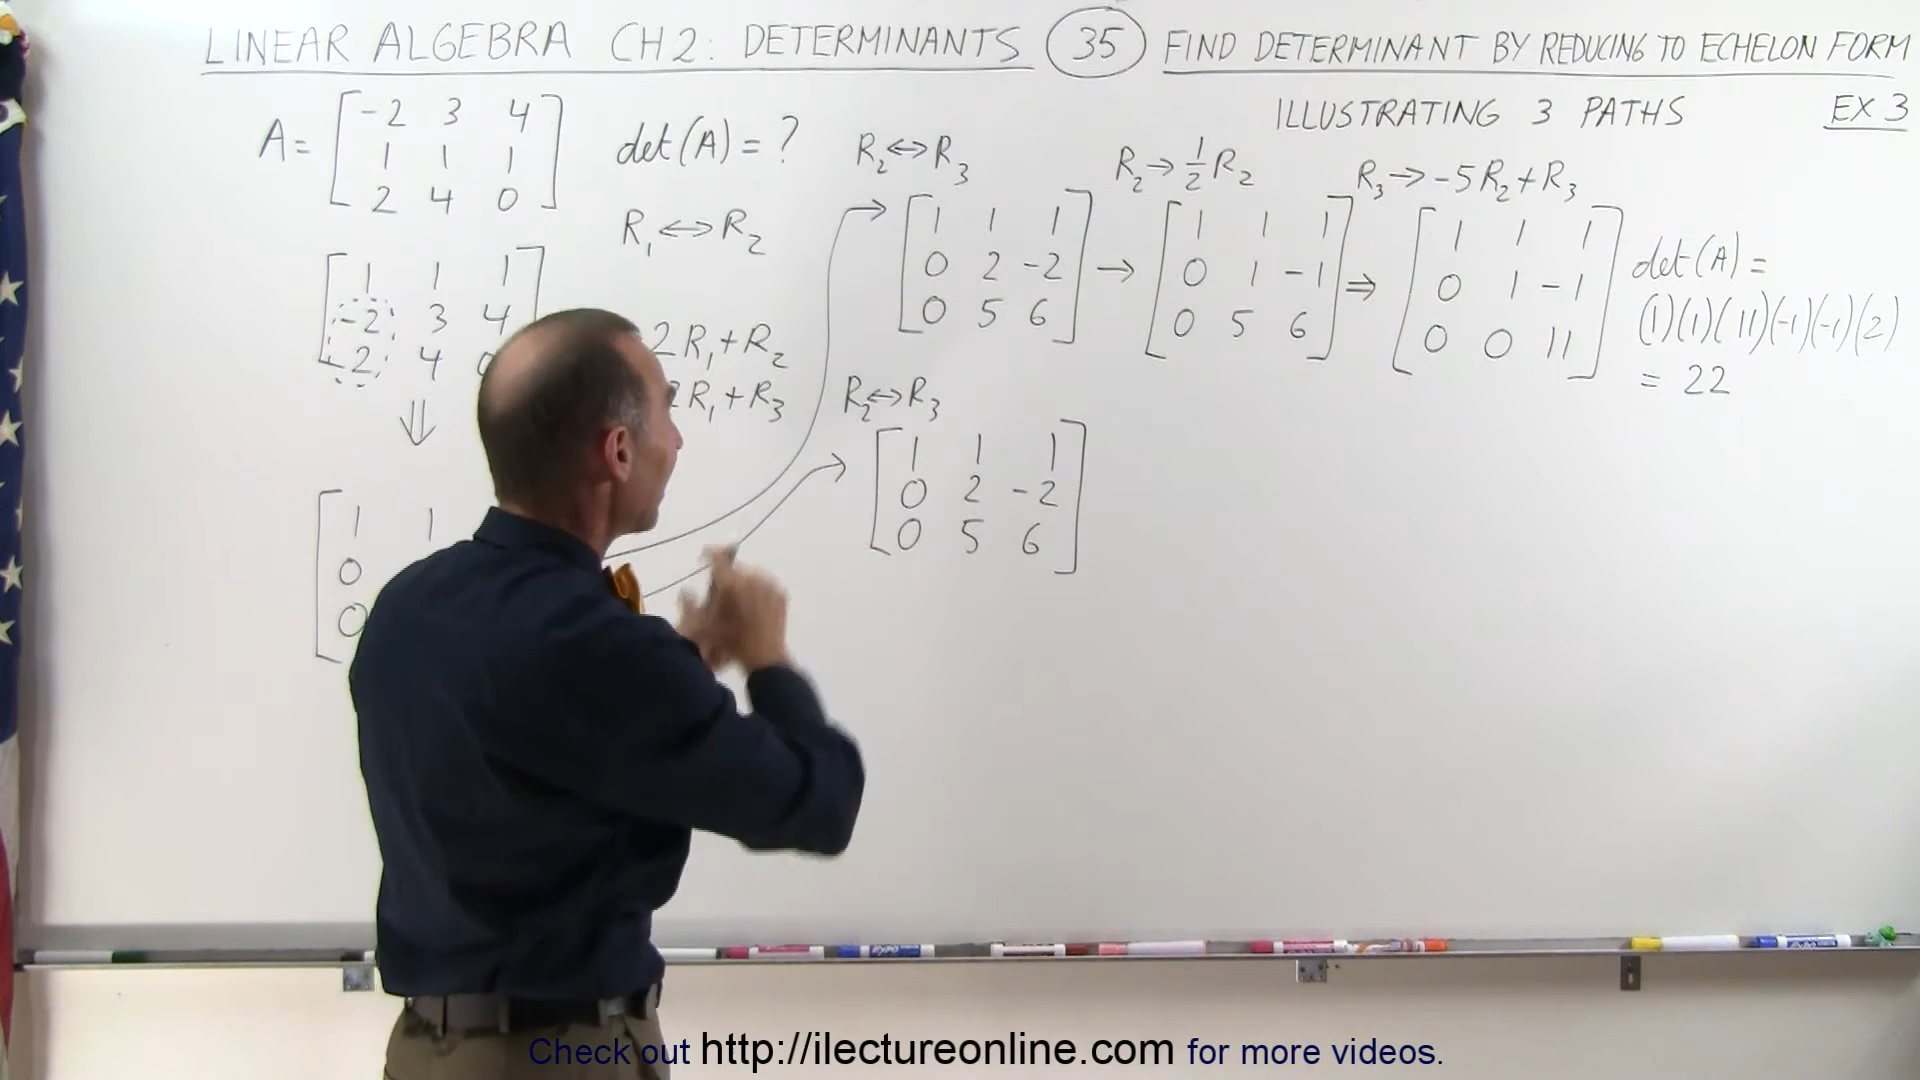 LINEAR ALGEBRA CH2: DETERMINANTS 35 FIND DETERMINANT BY REDUCING TO ECHELON FORM
ILLUSTRATING 3 PATHS EX 3
A = [ -2 3 4
1 1 1
2 4 0 ]
det(A) = ?
R₁ ↔ R₂
[ 1 1 1
-2 3 4
2 4 ]
2R₁+R₂
2R₁+R₃
⇓
[ 1 1
0
0
R₂ ↔ R₃
→ [ 1 1 1
0 2 -2
0 5 6 ]
R₂ → ½R₂
→ [ 1 1 1
0 1 -1
0 5 6 ]
R₃ → -5R₂+R₃
⇒ [ 1 1 1
0 1 -1
0 0 11 ]
det(A) =
(1)(1)(11)(-1)(-1)(2)
= 22
R₂ ↔ R₃
→ [ 1 1 1
0 2 -2
0 5 6 ]
Check out http://ilectureonline.com for more videos.